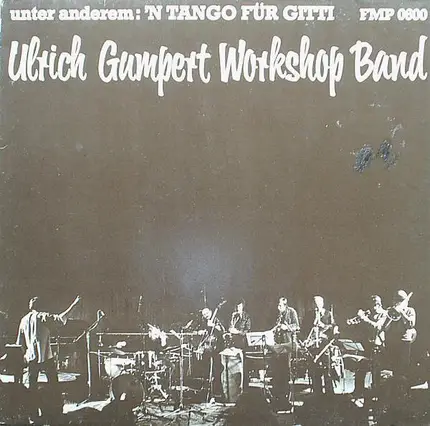 unter anderem: 'N TANGO FÜR GITTI FMP 0600
Ulrich Gumpert Workshop Band